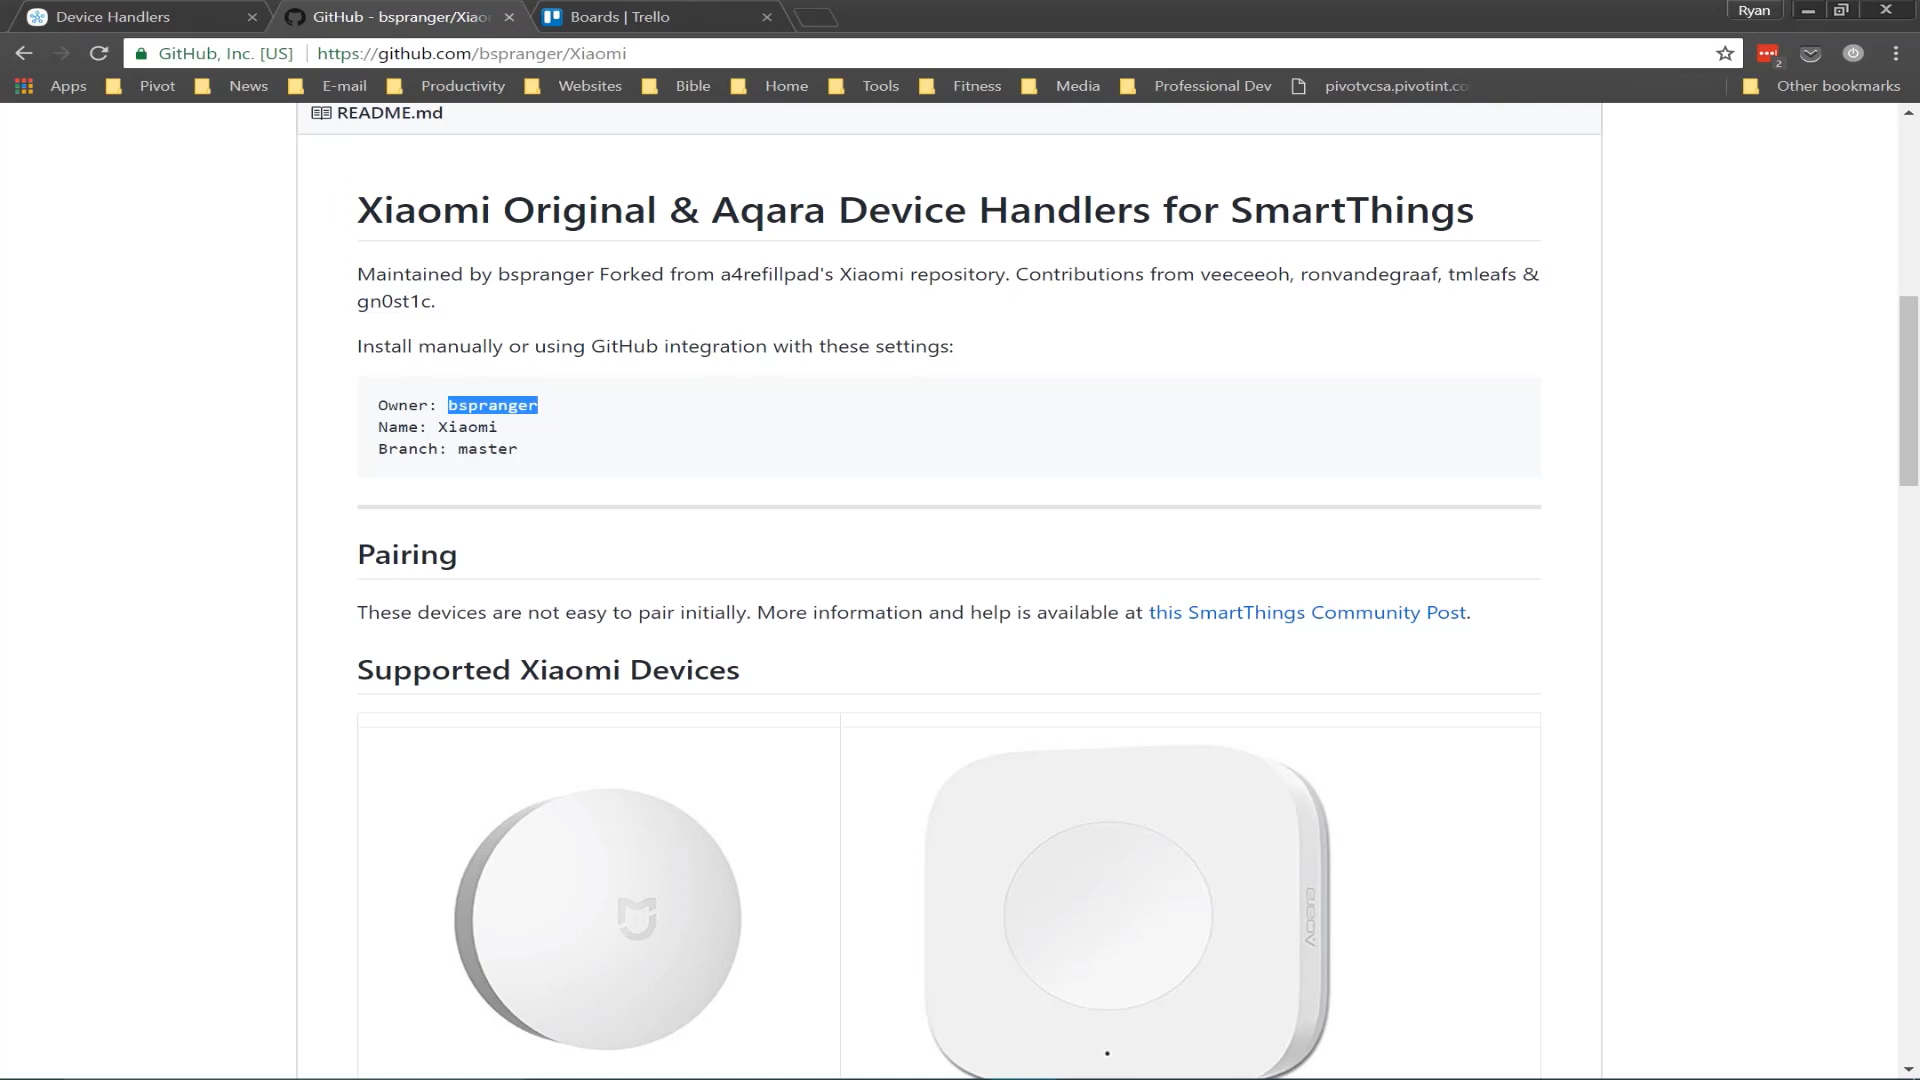 Device Handlers
GitHub - bspranger/Xiao
Boards | Trello
Ryan
GitHub, Inc. [US]
https://github.com/bspranger/Xiaomi
2
Apps
Pivot
News
E-mail
Productivity
Websites
Bible
Home
Tools
Fitness
Media
Professional Dev
pivotvcsa.pivotint.co
Other bookmarks
README.md
Xiaomi Original & Aqara Device Handlers for SmartThings
Maintained by bspranger Forked from a4refillpad's Xiaomi repository. Contributions from veeceeoh, ronvandegraaf, tmleafs &
gn0st1c.
Install manually or using GitHub integration with these settings:
Owner: bspranger
Name: Xiaomi
Branch: master
Pairing
These devices are not easy to pair initially. More information and help is available at this SmartThings Community Post.
Supported Xiaomi Devices
Aqara